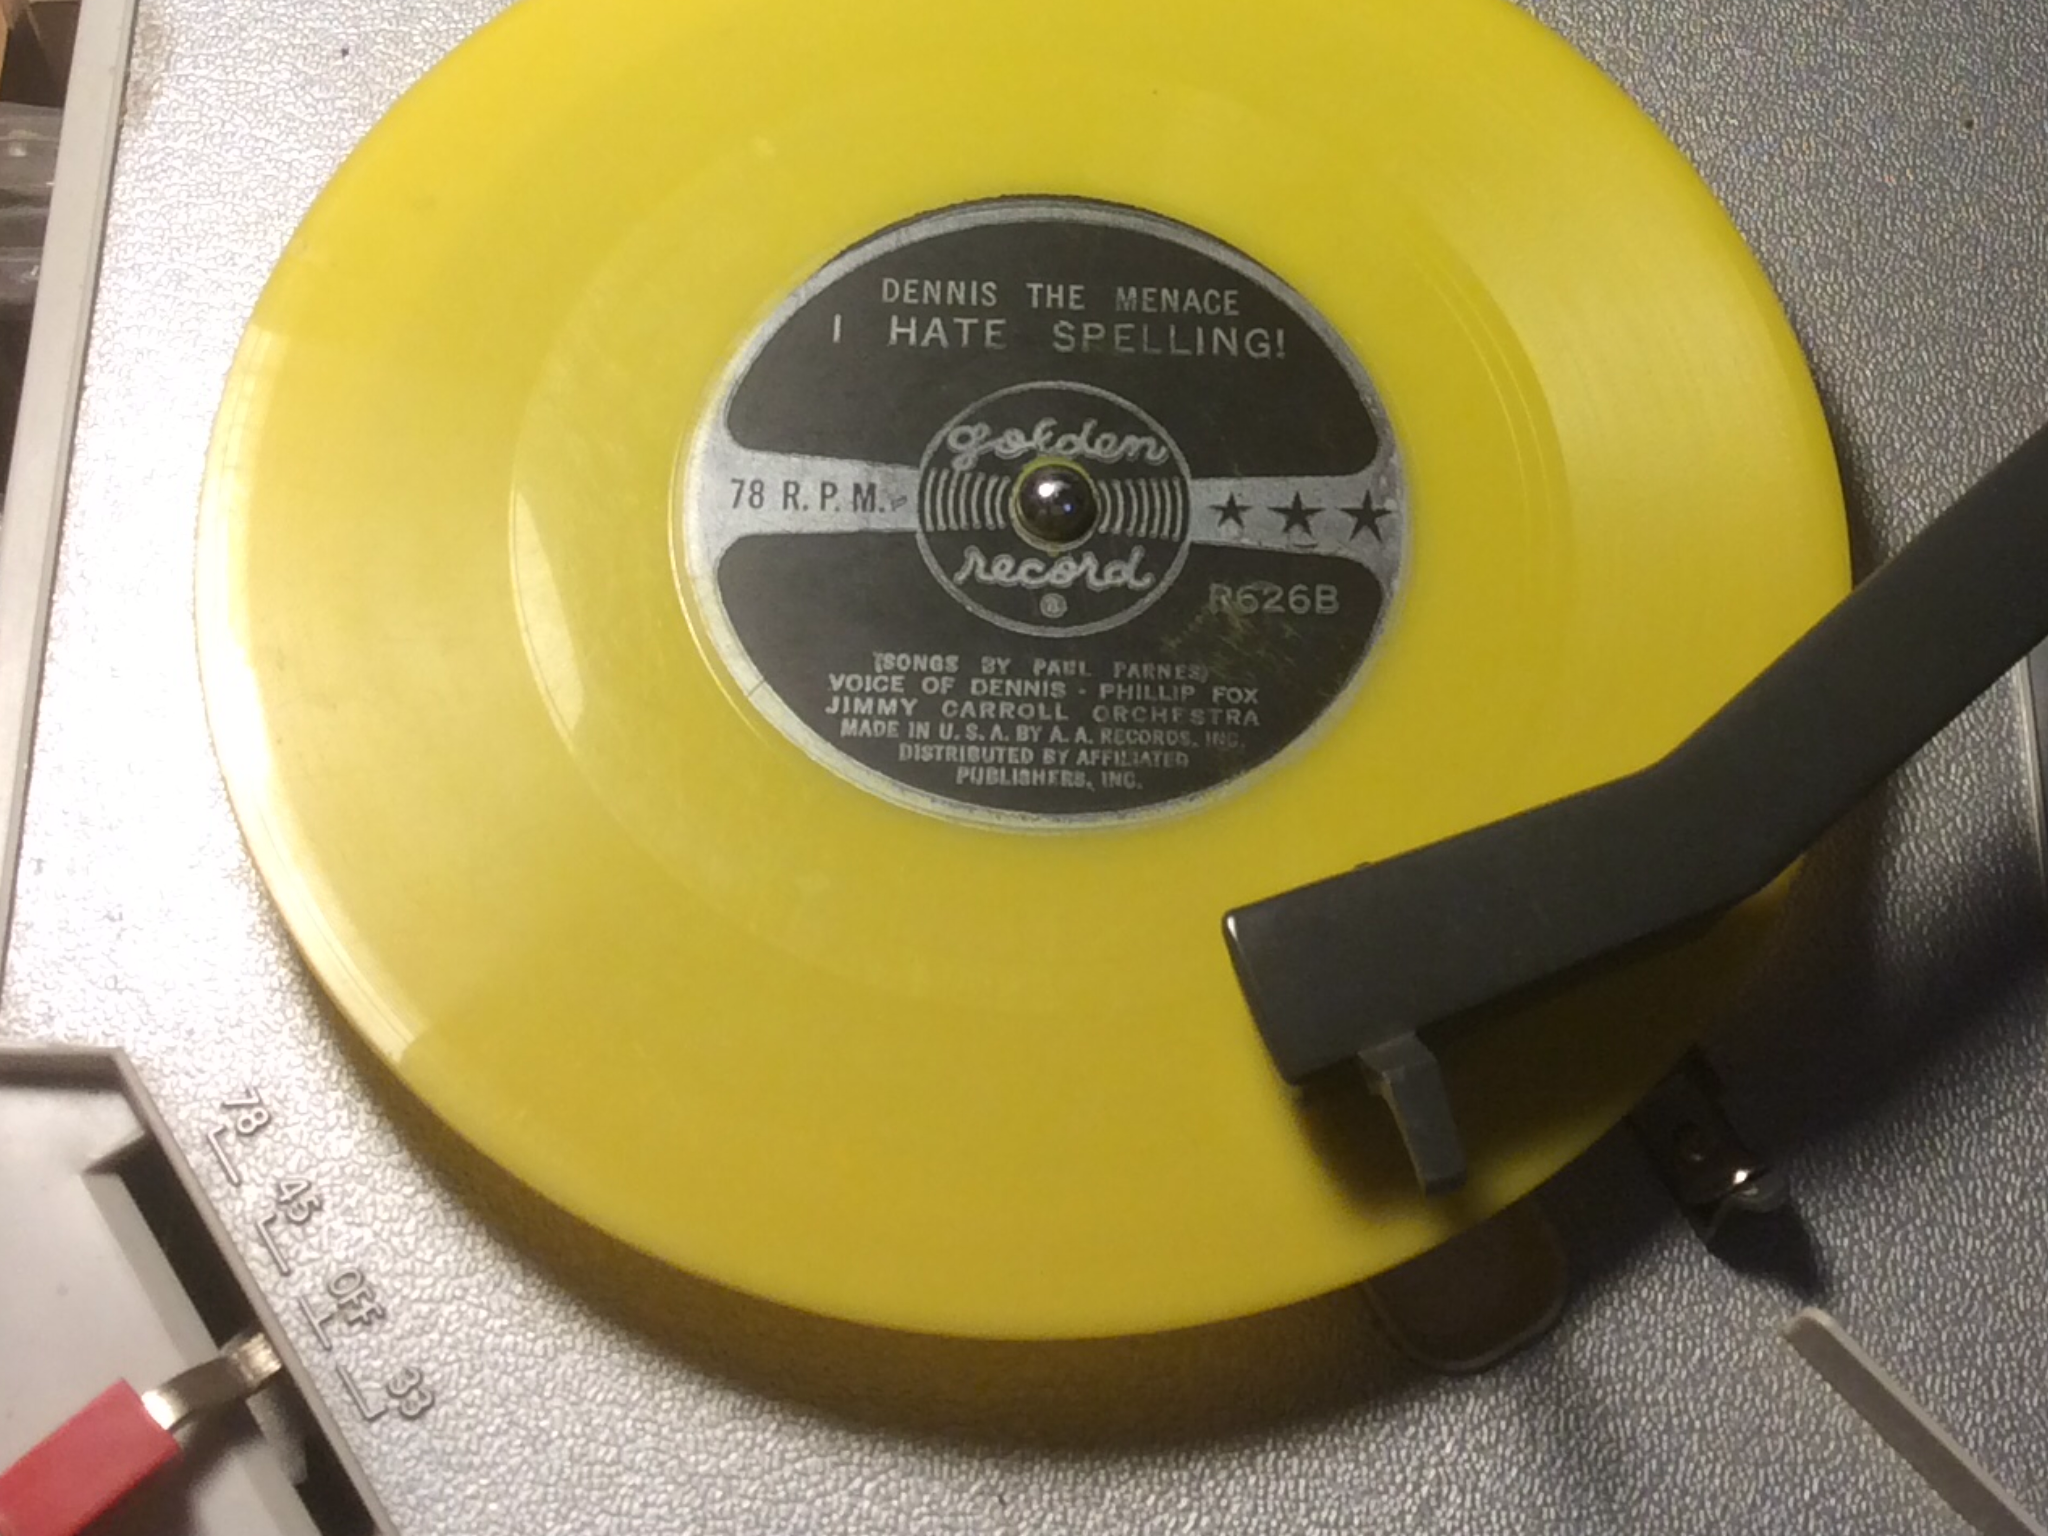 DENNIS THE MENACE
I HATE SPELLING!
golden
78 R.P.M.
record
®
R626B
(SONGS BY PAUL PARNES)
VOICE OF DENNIS - PHILLIP FOX
JIMMY CARROLL ORCHESTRA
MADE IN U.S.A. BY A.A. RECORDS, INC.
DISTRIBUTED BY AFFILIATED
PUBLISHERS, INC.
78
45
OFF
33